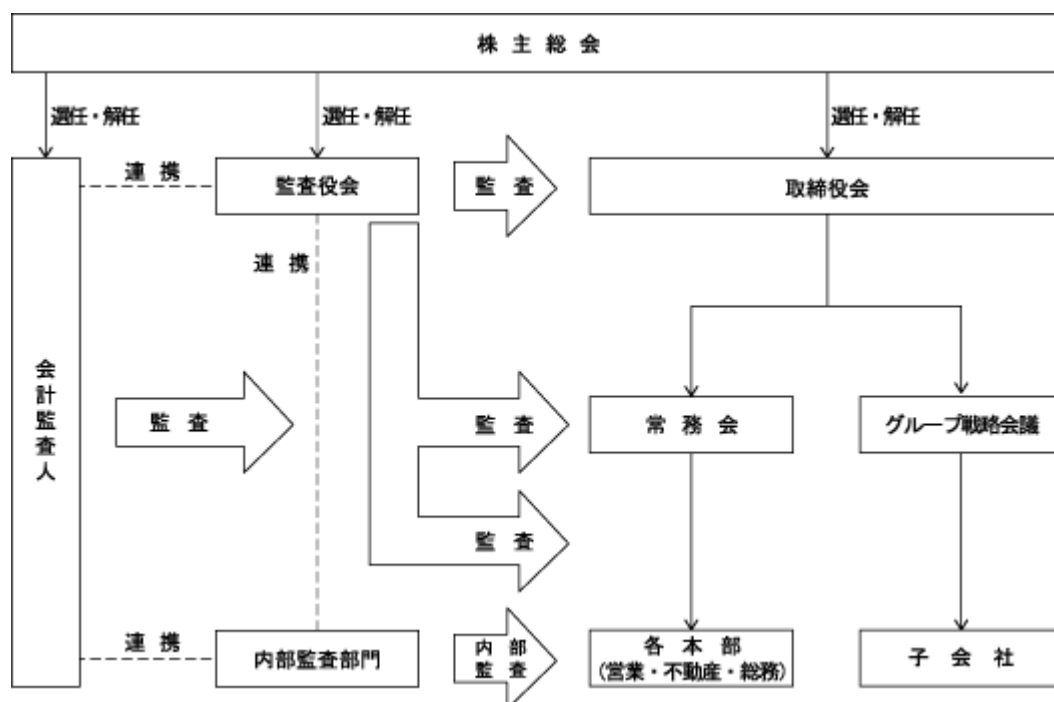 株主総会
選任・解任
選任・解任
選任・解任
連携
監査役会
監査
取締役会
連携
会計監査人
監査
監査
常務会
グループ戦略会議
監査
連携
内部監査部門
内部
監査
各本部
(営業・不動産・総務)
子会社